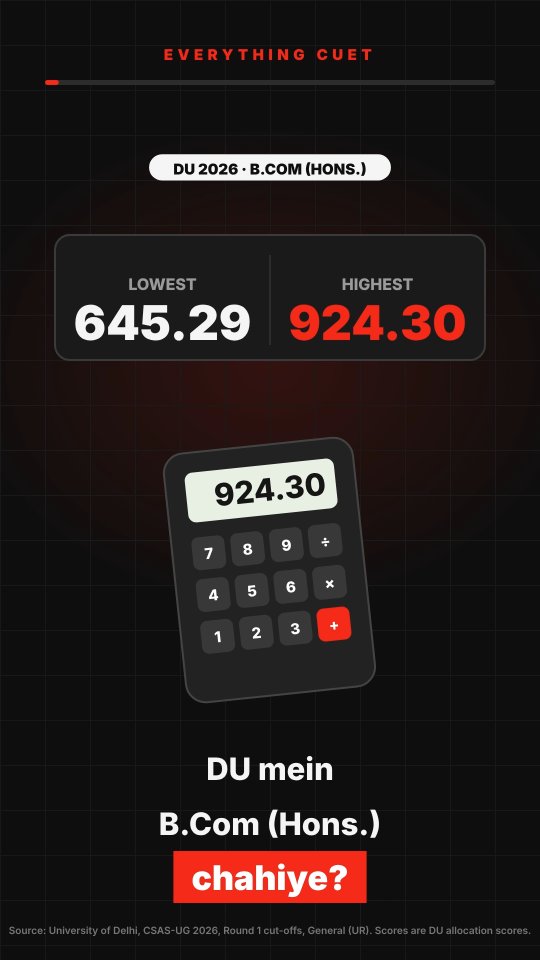 EVERYTHING CUET
DU 2026 · B.COM (HONS.)
LOWEST HIGHEST
645.29 924.30
924.30
7 8 9 ÷
4 5 6 ×
1 2 3 +
DU mein
B.Com (Hons.)
chahiye?
Source: University of Delhi, CSAS-UG 2026, Round 1 cut-offs, General (UR). Scores are DU allocation scores.